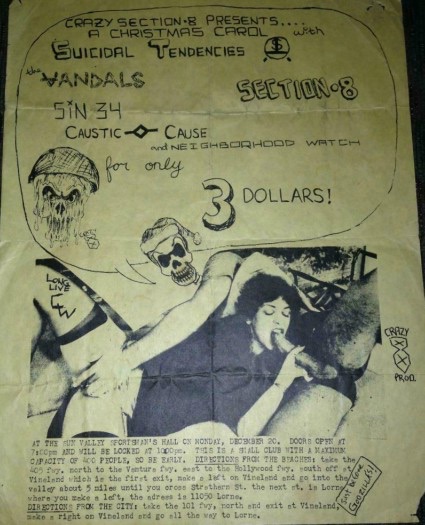 CRAZY SECTION•8 PRESENTS....
A CHRISTMAS CAROL with
SUICIDAL TENDENCIES
the VANDALS
SECTION•8
SIN 34
CAUSTIC CAUSE
and NEIGHBORHOOD WATCH
for only
3 DOLLARS!
LONG LIVE
CRAZY
PROD.
AT THE SUN VALLEY SPORTSMAN'S HALL ON MONDAY, DECEMBER 20. DOORS OPEN AT
7:00pm AND WILL BE LOCKED AT 10:00pm. THIS IS A SMALL CLUB WITH A MAXIMUM
CAPACITY OF 400 PEOPLE, SO BE EARLY. DIRECTIONS FROM THE BEACHES: take the
405 fwy. north to the Ventura fwy. east to the Hollywood fwy. south off at
Vineland which is the first exit, make a left on Vineland and go into the
valley about 5 miles until you cross Strathern St. the next st. is Lorne
where you make a left, the adress is 11050 Lorne.
DIRECTIONS FROM THE CITY: take the 101 fwy. north and exit at Vineland,
make a right on Vineland and go all the way to Lorne.
GODZILLA'S!